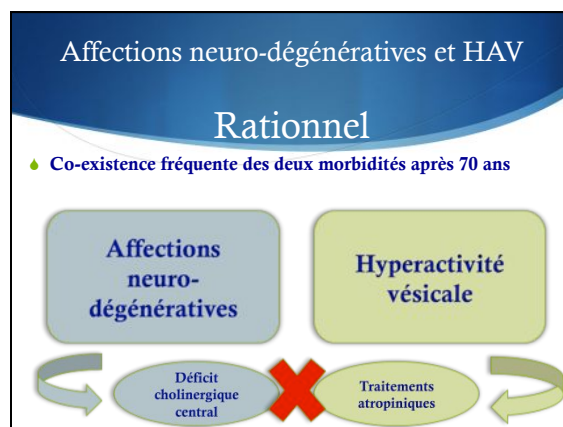 Affections neuro-dégénératives et HAV
Rationnel
Co-existence fréquente des deux morbidités après 70 ans
Affections
neuro-
dégénératives
Hyperactivité
vésicale
Déficit
cholinergique
central
Traitements
atropiniques